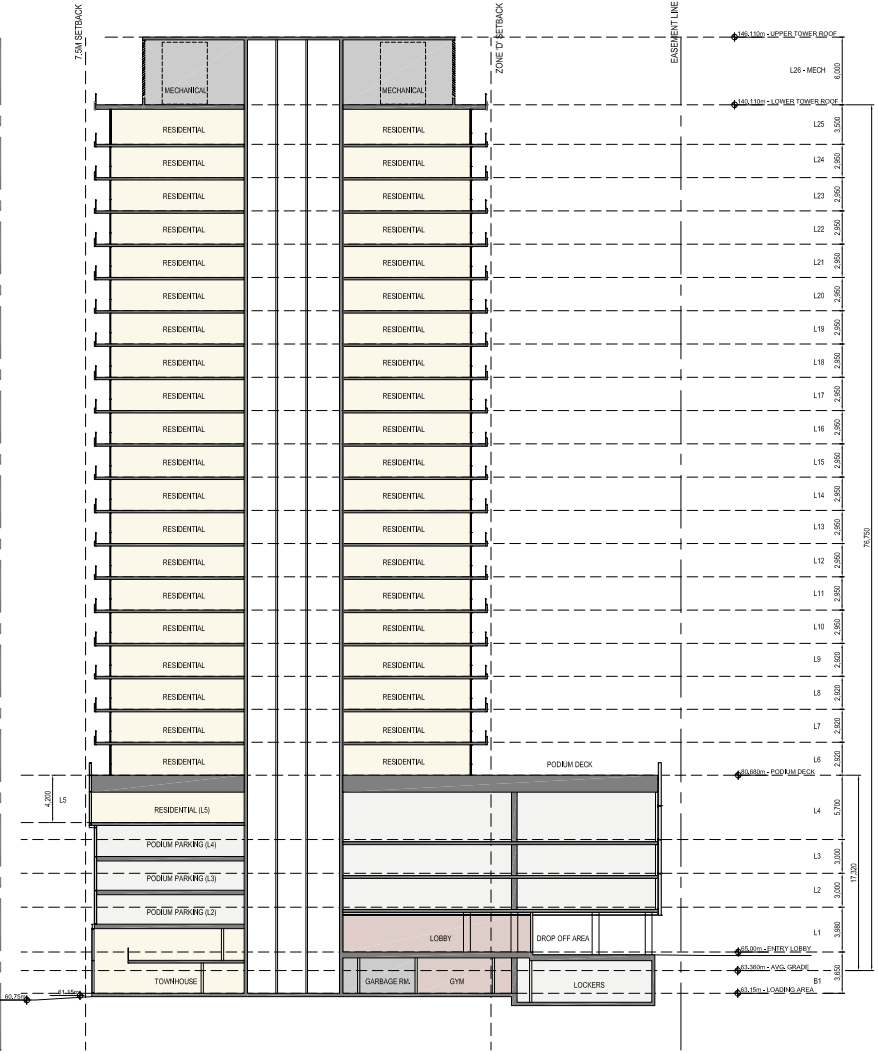 7.5M SETBACK
ZONE 'D' SETBACK
EASEMENT LINE
146.110m - UPPER TOWER ROOF
L26 - MECH
6,000
MECHANICAL
MECHANICAL
140.110m - LOWER TOWER ROOF
RESIDENTIAL
RESIDENTIAL
L25
3,500
RESIDENTIAL
RESIDENTIAL
L24
2,950
RESIDENTIAL
RESIDENTIAL
L23
2,950
RESIDENTIAL
RESIDENTIAL
L22
2,950
RESIDENTIAL
RESIDENTIAL
L21
2,950
RESIDENTIAL
RESIDENTIAL
L20
2,950
RESIDENTIAL
RESIDENTIAL
L19
2,950
RESIDENTIAL
RESIDENTIAL
L18
2,950
RESIDENTIAL
RESIDENTIAL
L17
2,950
RESIDENTIAL
RESIDENTIAL
L16
2,950
RESIDENTIAL
RESIDENTIAL
L15
2,950
RESIDENTIAL
RESIDENTIAL
L14
2,950
RESIDENTIAL
RESIDENTIAL
L13
2,950
76,750
RESIDENTIAL
RESIDENTIAL
L12
2,950
RESIDENTIAL
RESIDENTIAL
L11
2,950
RESIDENTIAL
RESIDENTIAL
L10
2,950
RESIDENTIAL
RESIDENTIAL
L9
2,920
RESIDENTIAL
RESIDENTIAL
L8
2,920
RESIDENTIAL
RESIDENTIAL
L7
2,920
RESIDENTIAL
RESIDENTIAL
L6
2,920
PODIUM DECK
80.680m - PODIUM DECK
4,200
L5
RESIDENTIAL (L5)
L4
5,700
PODIUM PARKING (L4)
L3
3,000
PODIUM PARKING (L3)
17,320
L2
3,000
PODIUM PARKING (L2)
L1
3,980
LOBBY
DROP OFF AREA
65.00m - ENTRY LOBBY
63.360m - AVG. GRADE
TOWNHOUSE
GARBAGE RM.
GYM
LOCKERS
B1
3,650
63.15m - LOADING AREA
61.15m
60.75m